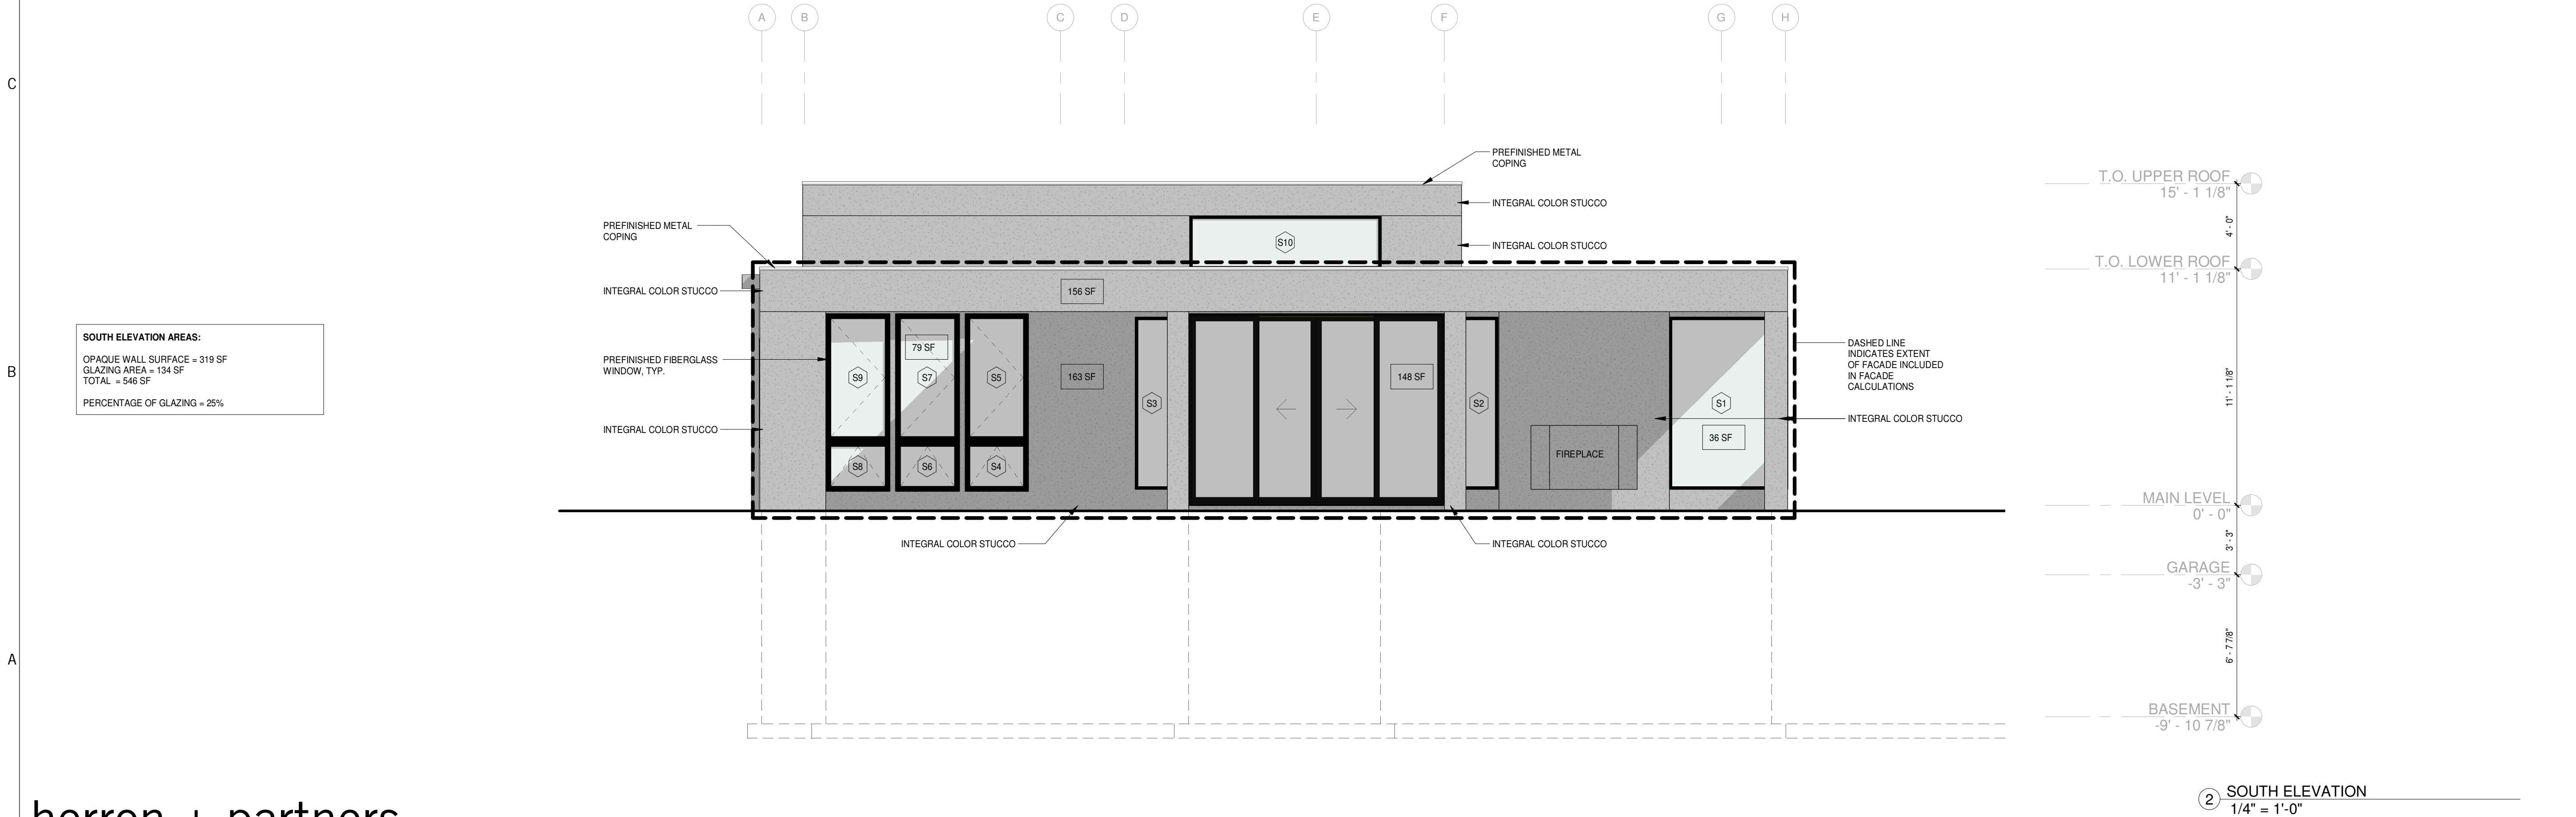 A
B
C
D
E
F
G
H
C
B
A
PREFINISHED METAL
COPING
INTEGRAL COLOR STUCCO
INTEGRAL COLOR STUCCO
PREFINISHED METAL
COPING
INTEGRAL COLOR STUCCO
PREFINISHED FIBERGLASS
WINDOW, TYP.
INTEGRAL COLOR STUCCO
SOUTH ELEVATION AREAS:
OPAQUE WALL SURFACE = 319 SF
GLAZING AREA = 134 SF
TOTAL = 546 SF
PERCENTAGE OF GLAZING = 25%
S10
156 SF
79 SF
S9
S7
S5
163 SF
S3
148 SF
S2
S1
36 SF
S8
S6
S4
FIREPLACE
DASHED LINE
INDICATES EXTENT
OF FACADE INCLUDED
IN FACADE
CALCULATIONS
INTEGRAL COLOR STUCCO
INTEGRAL COLOR STUCCO
INTEGRAL COLOR STUCCO
T.O. UPPER ROOF
15' - 1 1/8"
4' - 0"
T.O. LOWER ROOF
11' - 1 1/8"
11' - 1 1/8"
MAIN LEVEL
0' - 0"
3' - 3"
GARAGE
-3' - 3"
6' - 7 7/8"
BASEMENT
-9' - 10 7/8"
herron + partners
2
SOUTH ELEVATION
1/4" = 1'-0"